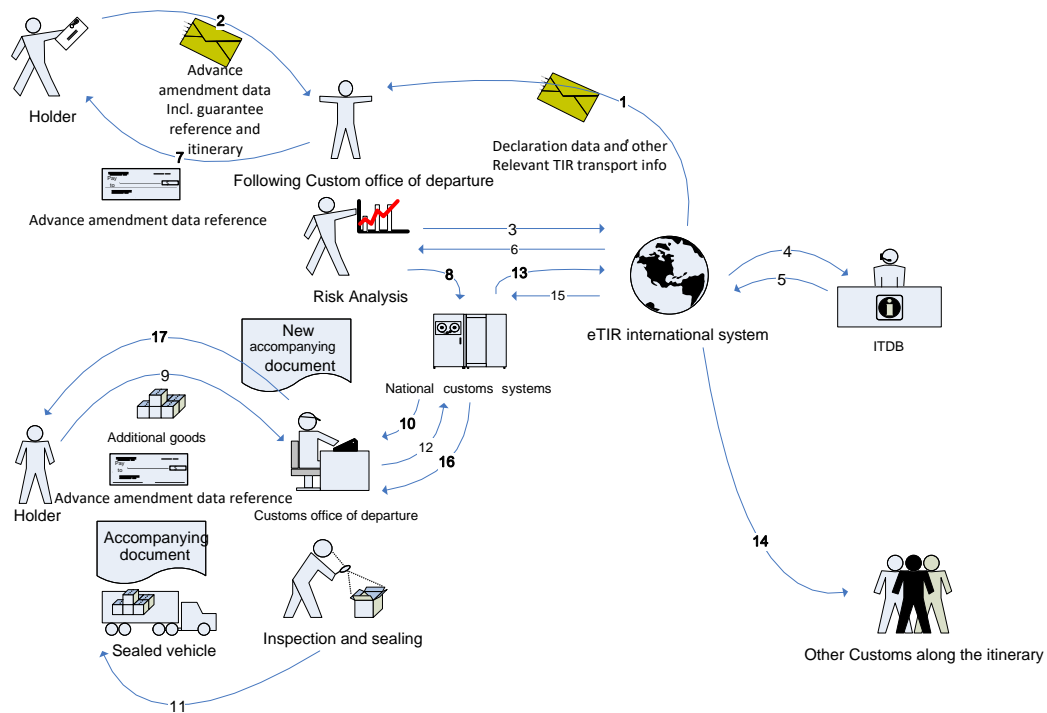 2
Advance
amendment data
Incl. guarantee
reference and
itinerary
Holder
7
Pay
to
Advance amendment data reference
Following Custom office of departure
1
Declaration data and other
Relevant TIR transport info
3
6
Risk Analysis
8
13
15
eTIR international system
4
5
ITDB
National customs systems
17
New
accompanying
document
9
Additional goods
Pay
to
Advance amendment data reference
Holder
10
12
16
Customs office of departure
Accompanying
document
Sealed vehicle
Inspection and sealing
11
14
Other Customs along the itinerary